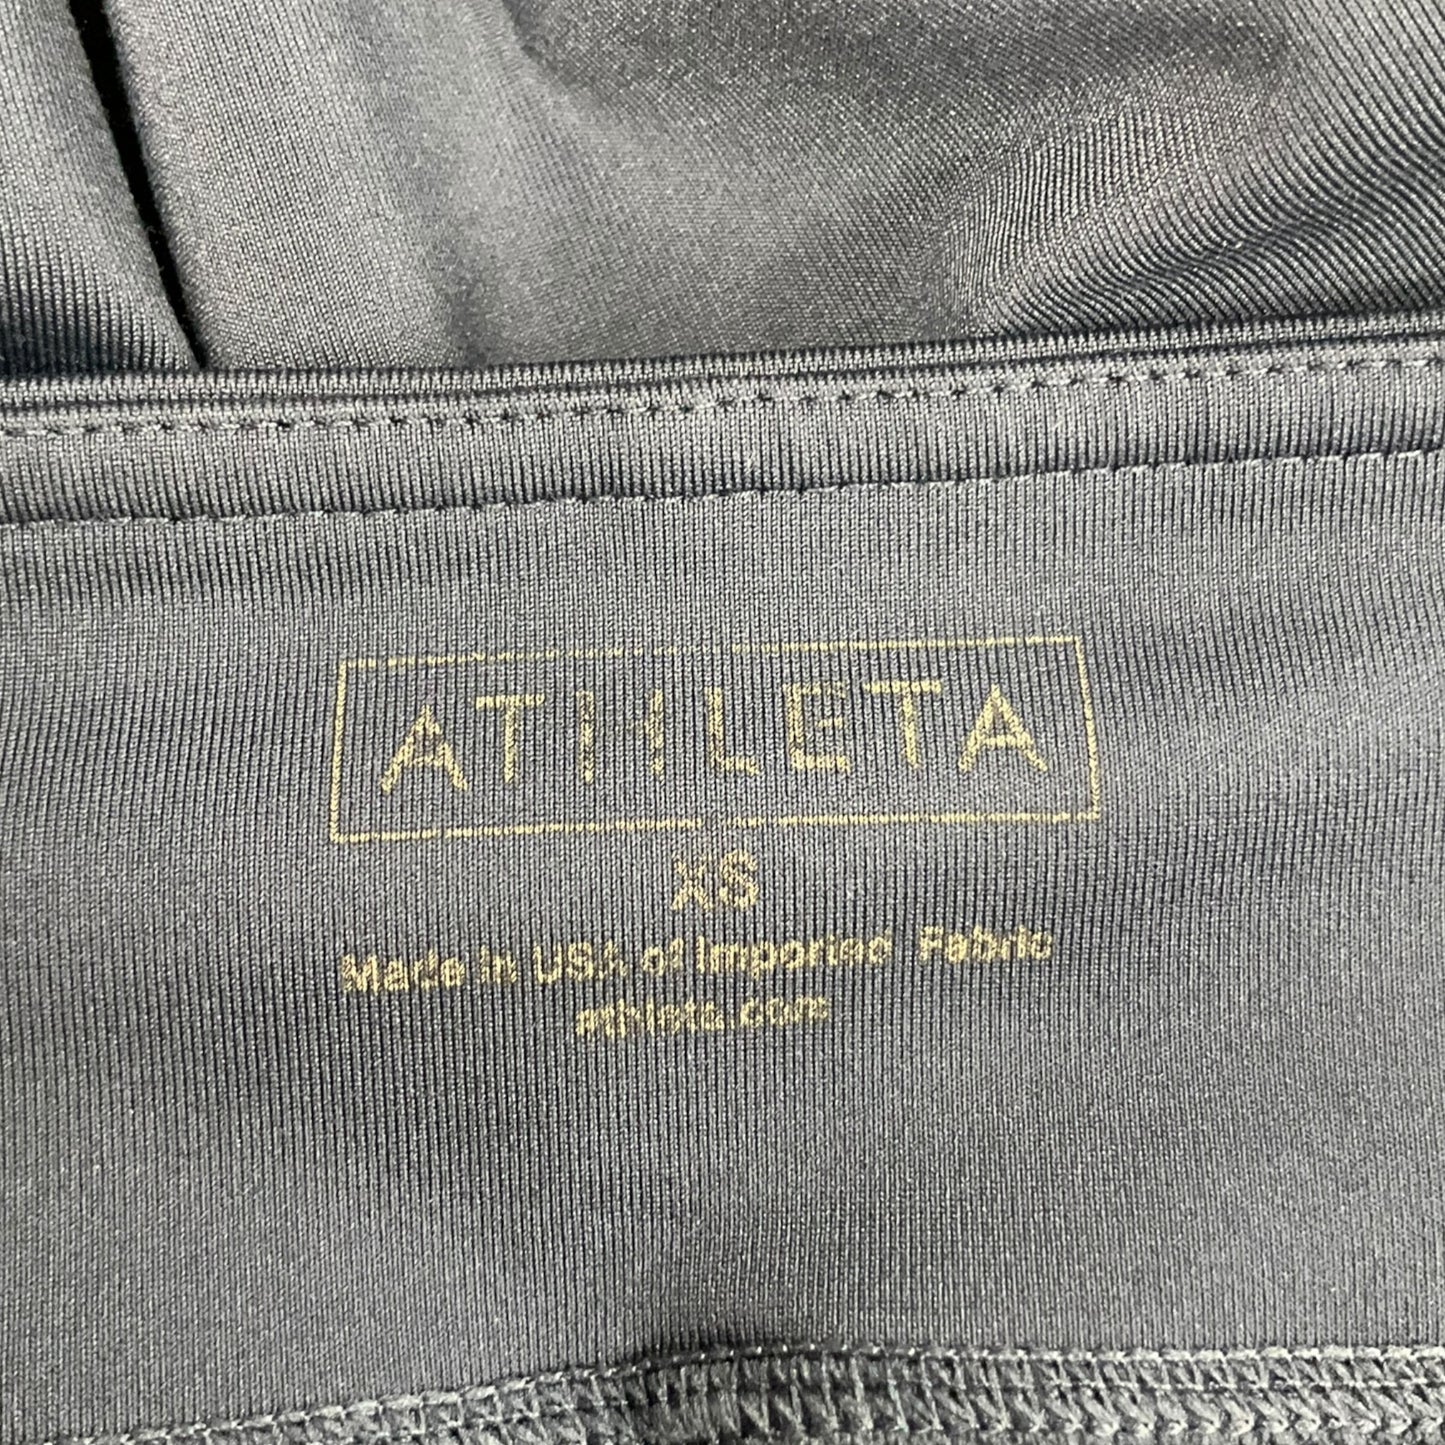 ATHLETA
XS
Made in USA of Imported Fabric
athleta.com